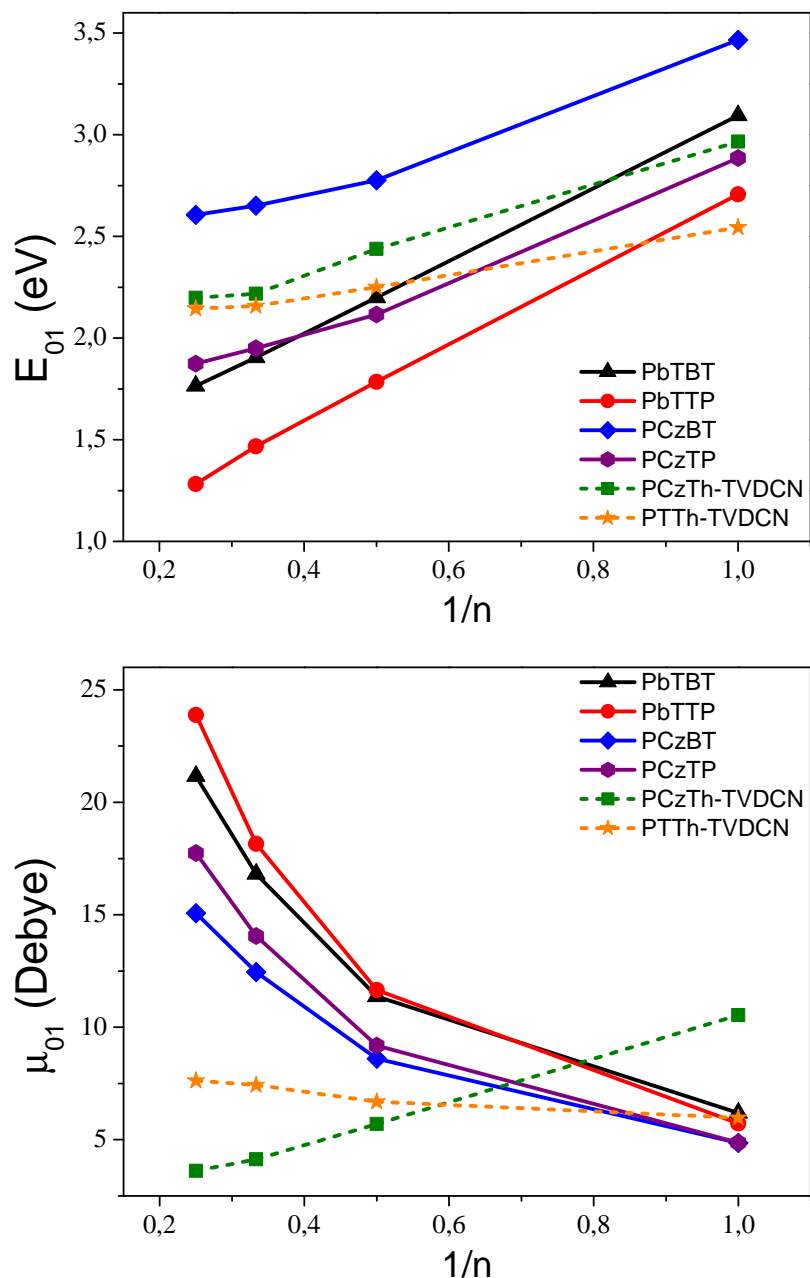 3,5
3,0
2,5
2,0
1,5
1,0
E01 (eV)
PbTBT
PbTTP
PCzBT
PCzTP
PCzTh-TVDCN
PTTh-TVDCN
0,2 0,4 0,6 0,8 1,0
1/n
25
20
15
10
5
μ01 (Debye)
PbTBT
PbTTP
PCzBT
PCzTP
PCzTh-TVDCN
PTTh-TVDCN
0,2 0,4 0,6 0,8 1,0
1/n